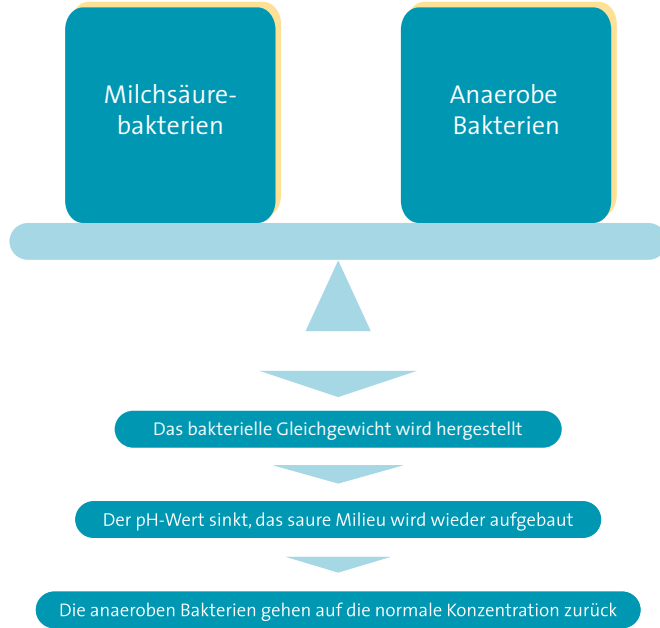 Milchsäure-
bakterien
Anaerobe
Bakterien
Das bakterielle Gleichgewicht wird hergestellt
Der pH-Wert sinkt, das saure Milieu wird wieder aufgebaut
Die anaeroben Bakterien gehen auf die normale Konzentration zurück